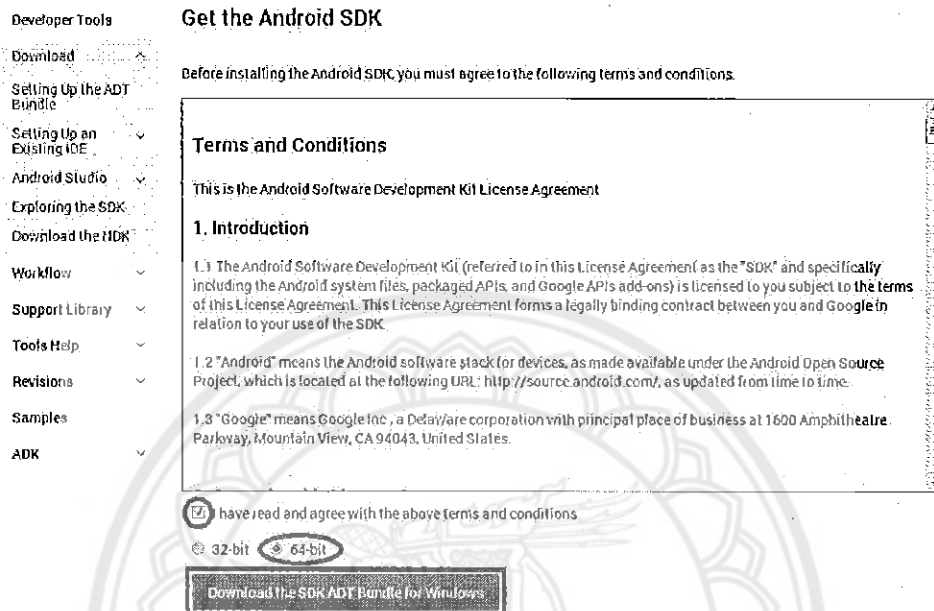 Developer Tools
Download
Setting Up the ADT
Bundle
Setting Up an
Existing IDE
Android Studio
Exploring the SDK
Download the NDK
Workflow
Support Library
Tools Help
Revisions
Samples
ADK
Get the Android SDK
Before installing the Android SDK, you must agree to the following terms and conditions.
Terms and Conditions
This is the Android Software Development Kit License Agreement
1. Introduction
1.1 The Android Software Development Kit (referred to in this License Agreement as the "SDK" and specifically
including the Android system files, packaged APIs, and Google APIs add-ons) is licensed to you subject to the terms
of this License Agreement. This License Agreement forms a legally binding contract between you and Google in
relation to your use of the SDK.
1.2 "Android" means the Android software stack for devices, as made available under the Android Open Source
Project, which is located at the following URL: http://source.android.com/, as updated from time to time.
1.3 "Google" means Google Inc., a Delaware corporation with principal place of business at 1600 Amphitheatre
Parkway, Mountain View, CA 94043, United States.
I have read and agree with the above terms and conditions
32-bit 64-bit
Download the SDK ADT Bundle for Windows